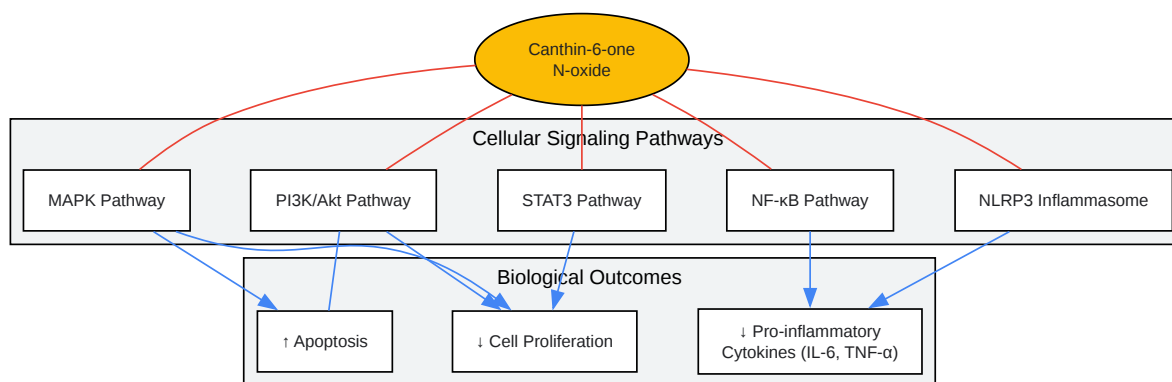 Canthin-6-one
N-oxide
Cellular Signaling Pathways
MAPK Pathway
PI3K/Akt Pathway
STAT3 Pathway
NF-κB Pathway
NLRP3 Inflammasome
Biological Outcomes
↑ Apoptosis
↓ Cell Proliferation
↓ Pro-inflammatory
Cytokines (IL-6, TNF-α)